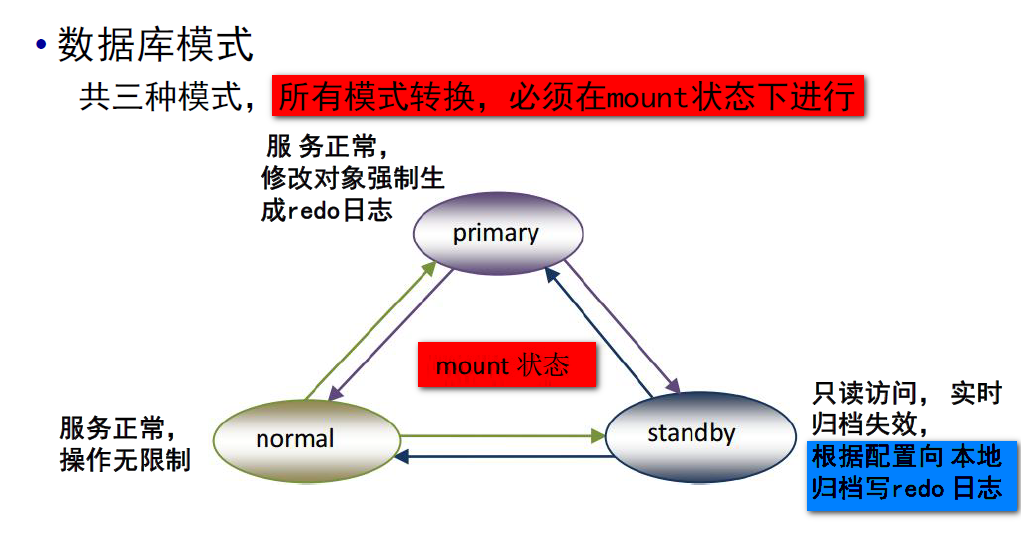 • 数据库模式
共三种模式，所有模式转换，必须在mount状态下进行
服 务正常，
修改对象强制生
成redo日志
primary
mount 状态
normal
standby
服务正常，
操作无限制
只读访问， 实时
归档失效，
根据配置向 本地
归档写redo 日志